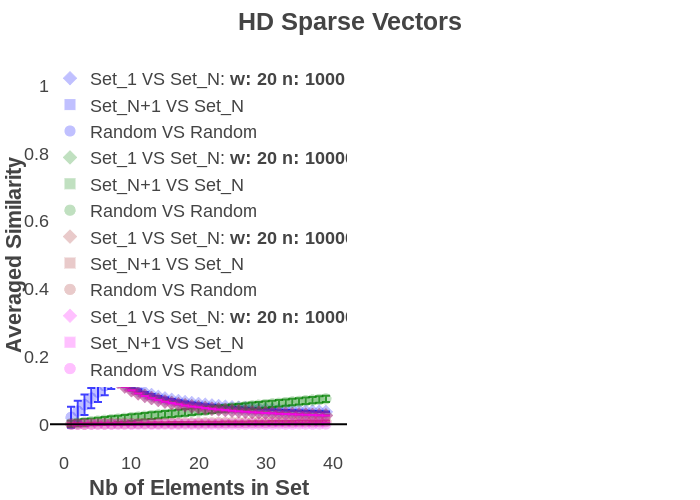 HD Sparse Vectors
Set_1 VS Set_N: w: 20 n: 1000
Set_N+1 VS Set_N
Random VS Random
Set_1 VS Set_N: w: 20 n: 1000
Set_N+1 VS Set_N
Random VS Random
Set_1 VS Set_N: w: 20 n: 1000
Set_N+1 VS Set_N
Random VS Random
Set_1 VS Set_N: w: 20 n: 1000
Set_N+1 VS Set_N
Random VS Random
1
0.8
0.6
0.4
0.2
0
Averaged Similarity
0 10 20 30 40
Nb of Elements in Set